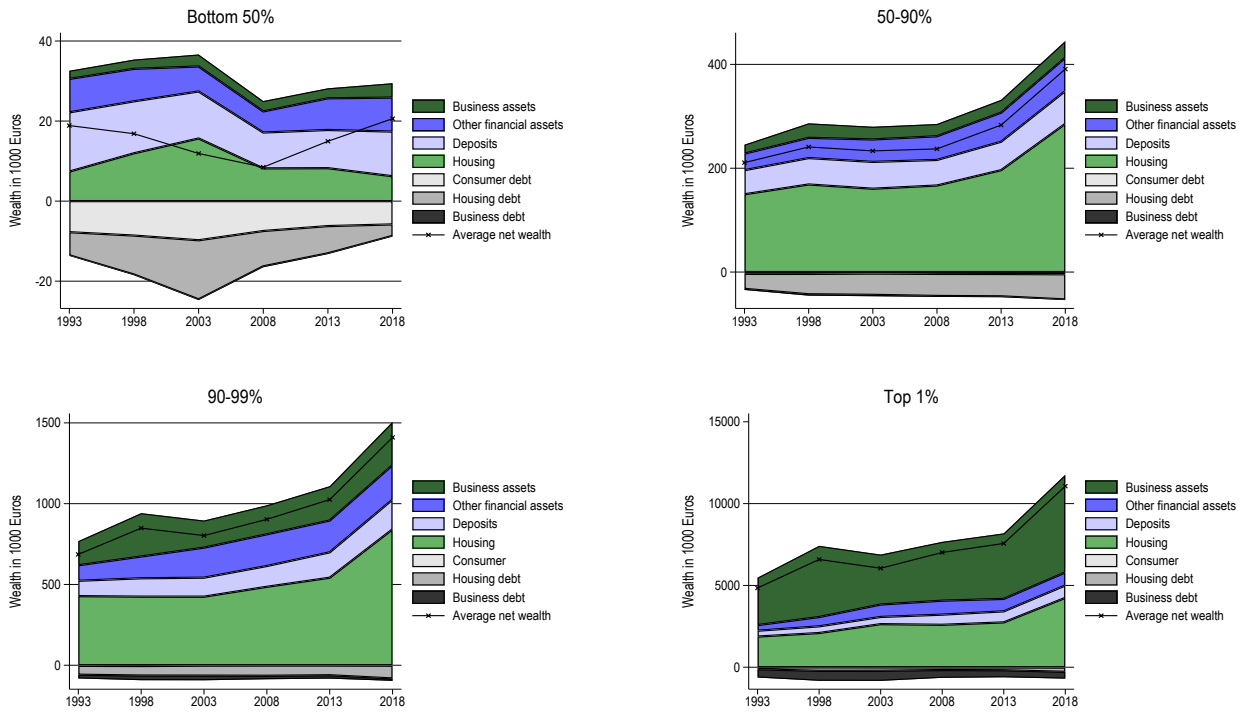 Bottom 50%
Wealth in 1000 Euros
40
20
0
-20
1993 1998 2003 2008 2013 2018
Business assets
Other financial assets
Deposits
Housing
Consumer debt
Housing debt
Business debt
Average net wealth
50-90%
Wealth in 1000 Euros
400
200
0
1993 1998 2003 2008 2013 2018
Business assets
Other financial assets
Deposits
Housing
Consumer debt
Housing debt
Business debt
Average net wealth
90-99%
Wealth in 1000 Euros
1500
1000
500
0
1993 1998 2003 2008 2013 2018
Business assets
Other financial assets
Deposits
Housing
Consumer
Housing debt
Business debt
Average net wealth
Top 1%
Wealth in 1000 Euros
15000
10000
5000
0
1993 1998 2003 2008 2013 2018
Business assets
Other financial assets
Deposits
Housing
Consumer
Housing debt
Business debt
Average net wealth